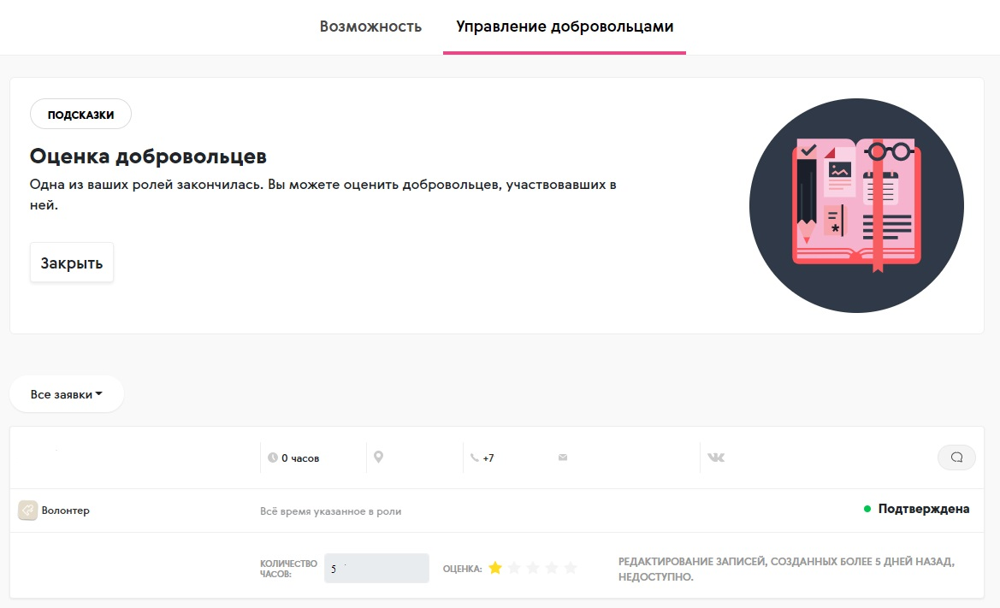 Возможность Управление добровольцами
ПОДСКАЗКИ
Оценка добровольцев
Одна из ваших ролей закончилась. Вы можете оценить добровольцев, участвовавших в
ней.
Закрыть
Все заявки
0 часов +7
Волонтер Всё время указанное в роли Подтверждена
КОЛИЧЕСТВО
ЧАСОВ: 5 ОЦЕНКА:
РЕДАКТИРОВАНИЕ ЗАПИСЕЙ, СОЗДАННЫХ БОЛЕЕ 5 ДНЕЙ НАЗАД,
НЕДОСТУПНО.